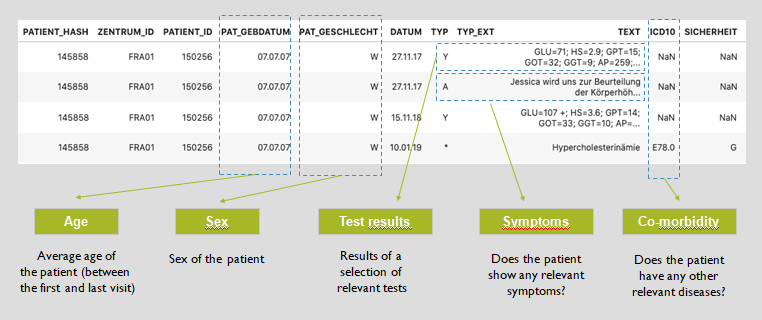 PATIENT_HASH ZENTRUM_ID PATIENT_ID PAT_GEBDATUM PAT_GESCHLECHT DATUM TYP TYP_EXT TEXT ICD10 SICHERHEIT
145858 FRA01 150256 07.07.07 W 27.11.17 Y GLU=71; HS=2.9; GPT=15; NaN NaN
GOT=32; GGT=9; AP=259;...
145858 FRA01 150256 07.07.07 W 27.11.17 A Jessica wird uns zur Beurteilung NaN NaN
der Körperhöh...
145858 FRA01 150256 07.07.07 W 15.11.18 Y GLU=107 +; HS=3.6; GPT=14; NaN NaN
GOT=33; GGT=10; AP=...
145858 FRA01 150256 07.07.07 W 10.01.19 * Hypercholesterinämie E78.0 G
Age Sex Test results Symptoms Co-morbidity
Average age of
the patient (between
the first and last visit)
Sex of the patient
Results of a
selection of
relevant tests
Does the patient
show any relevant
symptoms?
Does the patient
have any other
relevant diseases?